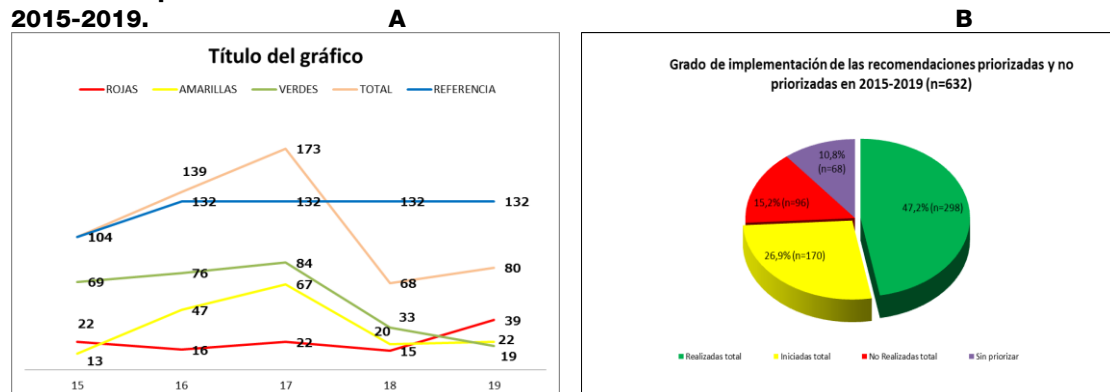 2015-2019. A B
Título del gráfico
ROJAS AMARILLAS VERDES TOTAL REFERENCIA
173
139
132 132 132 132
104
84
76
69
67 68 80
47
33
39
22
20
22
13
16
22
15
19
15 16 17 18 19
Grado de implementación de las recomendaciones priorizadas y no
priorizadas en 2015-2019 (n=632)
10,8%
(n=68)
15,2% (n=96)
47,2% (n=298)
26,9% (n=170)
Realizadas total Iniciadas total No Realizadas total Sin priorizar